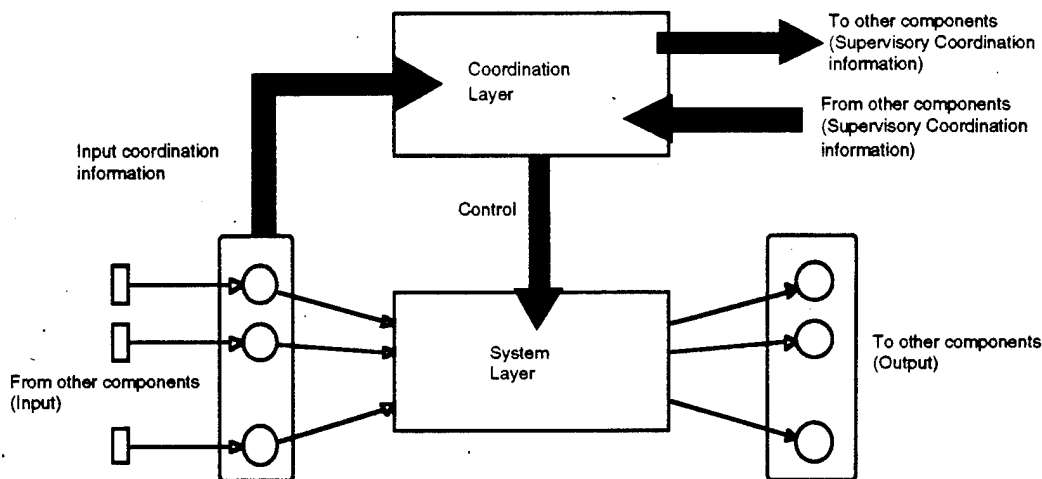 To other components
(Supervisory Coordination
information)
Coordination
Layer
From other components
(Supervisory Coordination
information)
Input coordination
information
Control
System
Layer
To other components
(Output)
From other components
(Input)